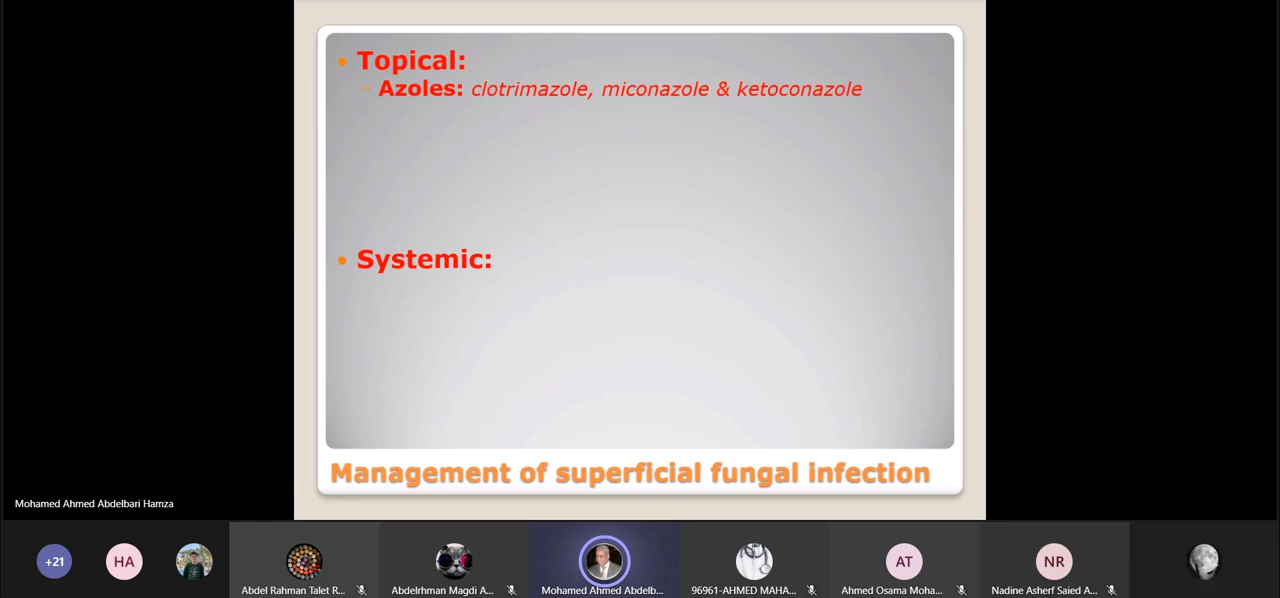 Topical:
Azoles: clotrimazole, miconazole & ketoconazole
Systemic:
Management of superficial fungal infection
Mohamed Ahmed Abdelbari Hamza
+21
HA
AT
NR
Abdel Rahman Talet R...
Abdelrhman Magdi A...
Mohamed Ahmed Abdelb...
96961-AHMED MAHA...
Ahmed Osama Moha...
Nadine Asherf Saied A...